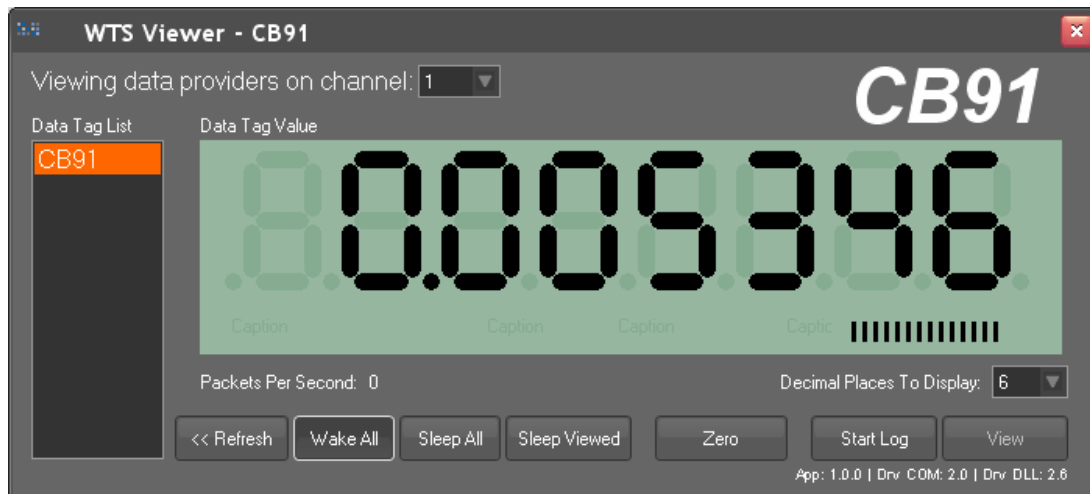 WTS Viewer - CB91
Viewing data providers on channel: 1
CB91
Data Tag List
Data Tag Value
CB91
0.005346
Caption Caption Caption Captic
Packets Per Second: 0
Decimal Places To Display: 6
<< Refresh Wake All Sleep All Sleep Viewed Zero Start Log View
App: 1.0.0 | Drv COM: 2.0 | Drv DLL: 2.6